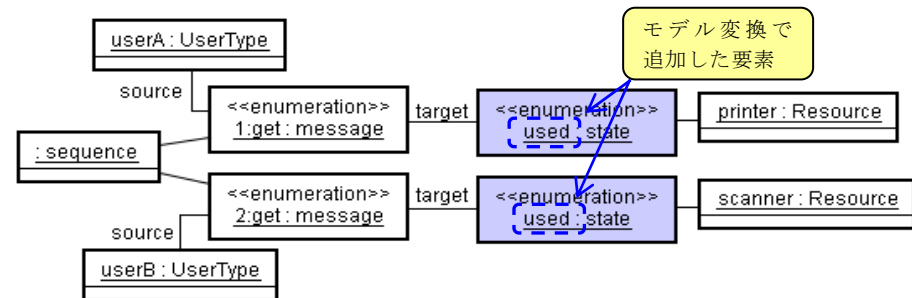 モデル変換で
追加した要素
userA : UserType
source
<<enumeration>>
1:get : message
target
<<enumeration>>
used : state
printer : Resource
: sequence
<<enumeration>>
2:get : message
target
<<enumeration>>
used : state
scanner : Resource
source
userB : UserType